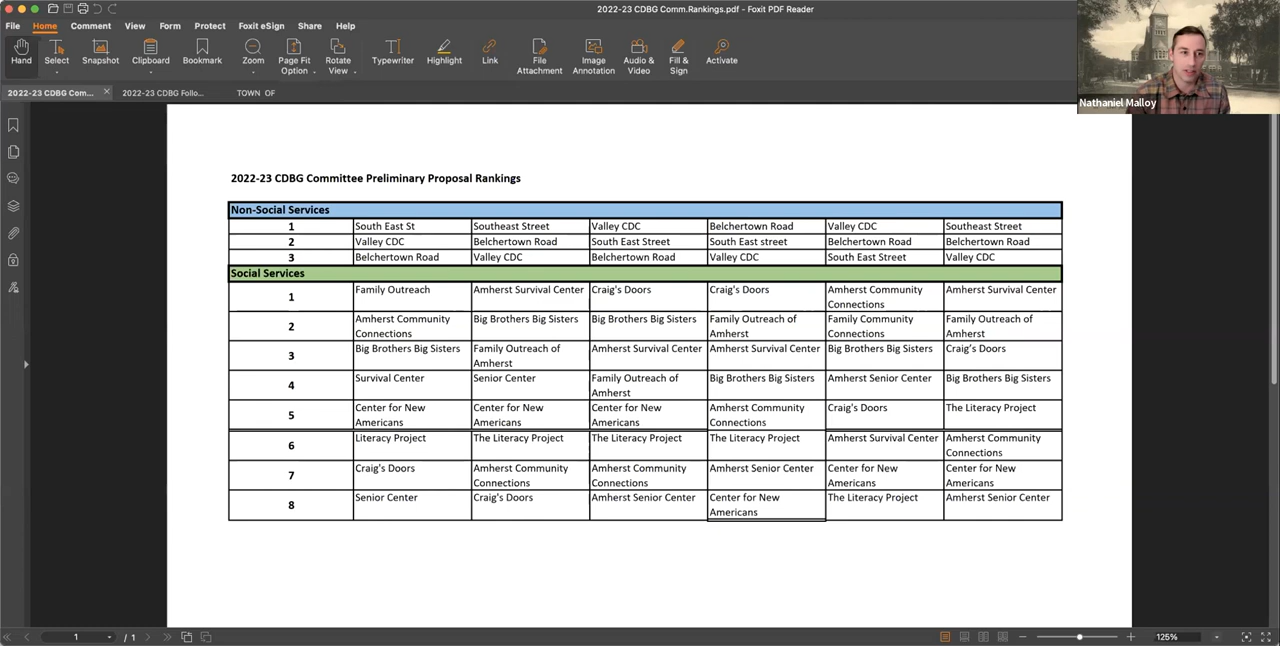 2022-23 CDBG Comm.Rankings.pdf - Foxit PDF Reader
File Home Comment View Form Protect Foxit eSign Share Help
Hand Select Snapshot Clipboard Bookmark Zoom Page Fit Option Rotate View Typewriter Highlight Link File Attachment Image Annotation Audio & Video Fill & Sign Activate
Nathaniel Malloy
2022-23 CDBG Com... 2022-23 CDBG Follo... TOWN OF
2022-23 CDBG Committee Preliminary Proposal Rankings
Non-Social Services
1 South East St Southeast Street Valley CDC Belchertown Road Valley CDC Southeast Street
2 Valley CDC Belchertown Road South East Street South East street Belchertown Road Belchertown Road
3 Belchertown Road Valley CDC Belchertown Road Valley CDC South East Street Valley CDC
Social Services
1 Family Outreach Amherst Survival Center Craig's Doors Craig's Doors Amherst Community Connections Amherst Survival Center
2 Amherst Community Connections Big Brothers Big Sisters Big Brothers Big Sisters Family Outreach of Amherst Family Community Connections Family Outreach of Amherst
3 Big Brothers Big Sisters Family Outreach of Amherst Amherst Survival Center Amherst Survival Center Big Brothers Big Sisters Craig's Doors
4 Survival Center Senior Center Family Outreach of Amherst Big Brothers Big Sisters Amherst Senior Center Big Brothers Big Sisters
5 Center for New Americans Center for New Americans Center for New Americans Amherst Community Connections Craig's Doors The Literacy Project
6 Literacy Project The Literacy Project The Literacy Project The Literacy Project Amherst Survival Center Amherst Community Connections
7 Craig's Doors Amherst Community Connections Amherst Community Connections Amherst Senior Center Center for New Americans Center for New Americans
8 Senior Center Craig's Doors Amherst Senior Center Center for New Americans The Literacy Project Amherst Senior Center
1 / 1 125%